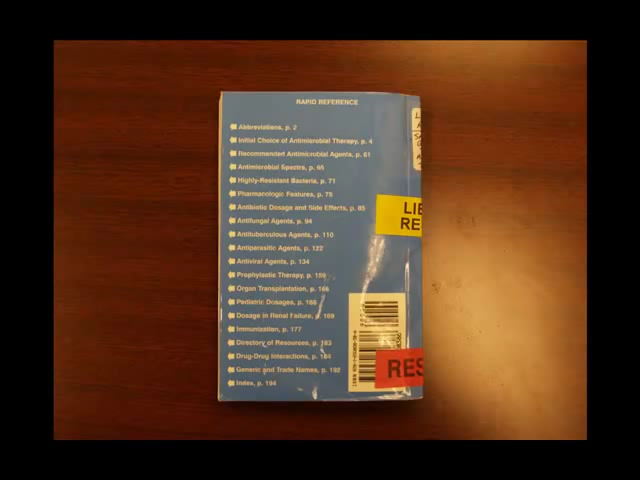 RAPID REFERENCE
Abbreviations, p. 2
Initial Choice of Antimicrobial Therapy, p. 4
Recommended Antimicrobial Agents, p. 61
Antimicrobial Spectra, p. 65
Highly-Resistant Bacteria, p. 71
Pharmacologic Features, p. 75
Antibiotic Dosage and Side Effects, p. 85
Antifungal Agents, p. 94
Antituberculous Agents, p. 110
Antiparasitic Agents, p. 122
Antiviral Agents, p. 134
Prophylactic Therapy, p.
Organ Transplantation, p. 166
Pediatric Dosages, p. 168
Dosage in Renal Failure, p. 169
Immunization, p. 177
Directory of Resources, p. 183
Drug-Drug Interactions, p. 184
Generic and Trade Names, p. 192
Index, p. 194
LIB
RE
RES